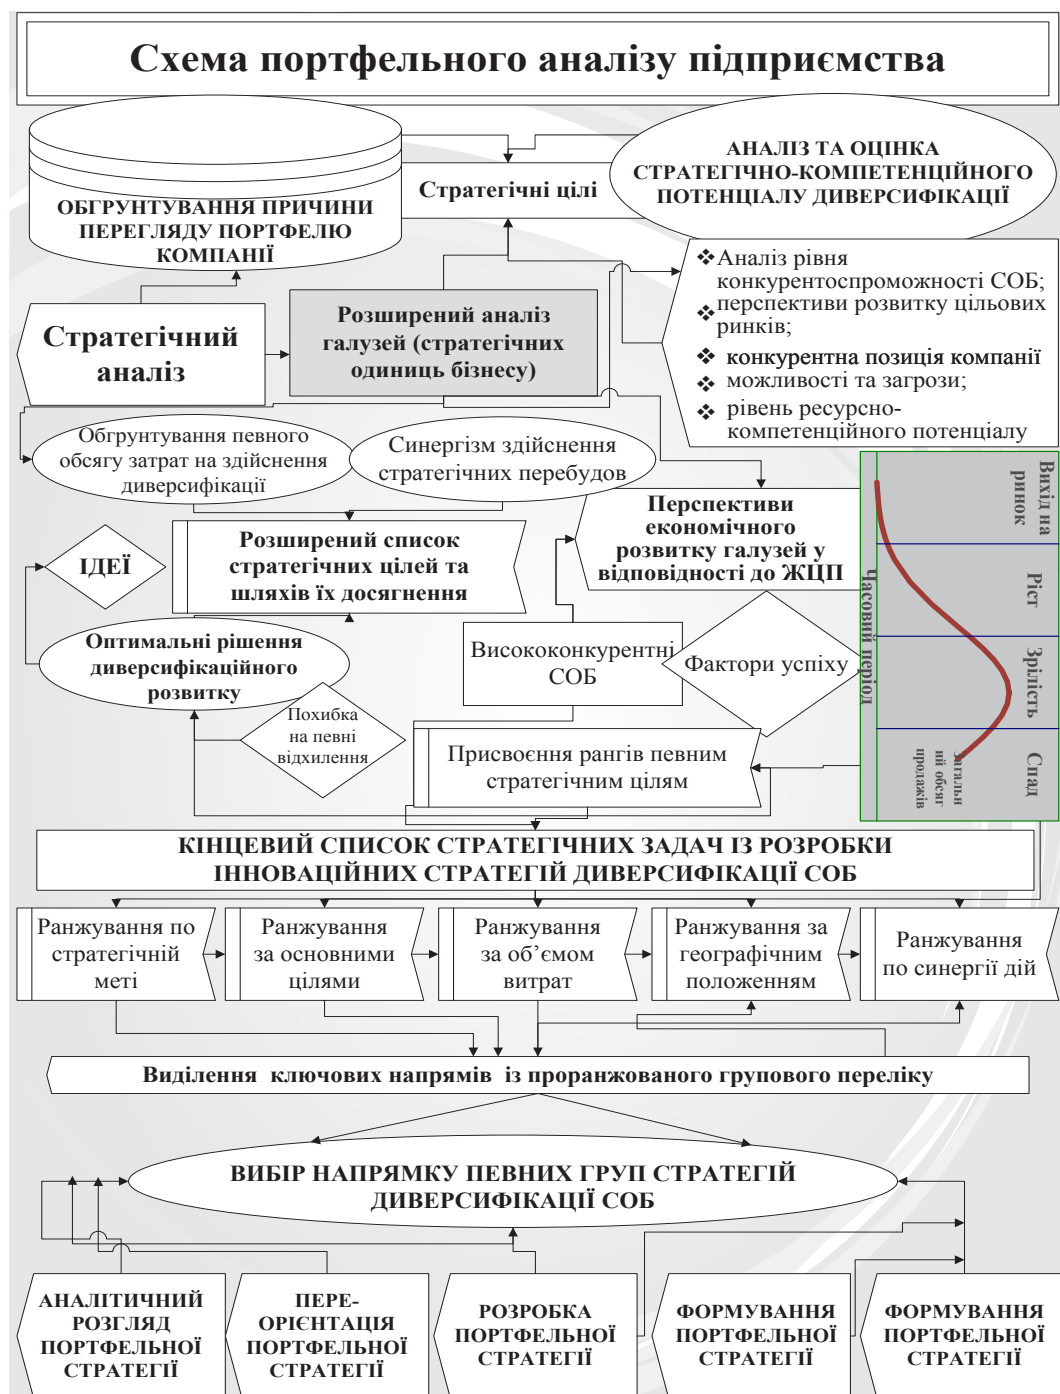 Схема портфельного аналізу підприємства
ОБГРУНТУВАННЯ ПРИЧИНИ
ПЕРЕГЛЯДУ ПОРТФЕЛЮ
КОМПАНІЇ
Стратегічні цілі
АНАЛІЗ ТА ОЦІНКА
СТРАТЕГІЧНО-КОМПЕТЕНЦІЙНОГО
ПОТЕНЦІАЛУ ДИВЕРСИФІКАЦІЇ
Стратегічний
аналіз
Розширений аналіз
галузей (стратегічних
одиниць бізнесу)
❖Аналіз рівня
конкурентоспроможності СОБ;
❖перспективи розвитку цільових
ринків;
❖ конкурентна позиція компанії
❖ можливості та загрози;
❖ рівень ресурсно-
компетенційного потенціалу
Обгрунтування певного
обсягу затрат на здійснення
диверсифікації
Синергізм здійснення
стратегічних перебудов
Розширений список
стратегічних цілей та
шляхів їх досягнення
Перспективи
економічного
розвитку галузей у
відповідності до ЖЦП
Вихід на
ринок
Ріст
Зрілість
Спад
Часовий період
Загальн
ий обсяг
продажів
ІДЕЇ
Оптимальні рішення
диверсифікаційного
розвитку
Висококонкурентні
СОБ
Фактори успіху
Похибка
на певні
відхилення
Присвоєння рангів певним
стратегічним цілям
КІНЦЕВИЙ СПИСОК СТРАТЕГІЧНИХ ЗАДАЧ ІЗ РОЗРОБКИ
ІННОВАЦІЙНИХ СТРАТЕГІЙ ДИВЕРСИФІКАЦІЇ СОБ
Ранжування по
стратегічній
меті
Ранжування
за основними
цілями
Ранжування
за об’ємом
витрат
Ранжування за
географічним
положенням
Ранжування
по синергії дій
Виділення ключових напрямів із проранжованого групового переліку
ВИБІР НАПРЯМКУ ПЕВНИХ ГРУП СТРАТЕГІЙ
ДИВЕРСИФІКАЦІЇ СОБ
АНАЛІТИЧНИЙ
РОЗГЛЯД
ПОРТФЕЛЬНОЇ
СТРАТЕГІЇ
ПЕРЕ-
ОРІЄНТАЦІЯ
ПОРТФЕЛЬНОЇ
СТРАТЕГІЇ
РОЗРОБКА
ПОРТФЕЛЬНОЇ
СТРАТЕГІЇ
ФОРМУВАННЯ
ПОРТФЕЛЬНОЇ
СТРАТЕГІЇ
ФОРМУВАННЯ
ПОРТФЕЛЬНОЇ
СТРАТЕГІЇ